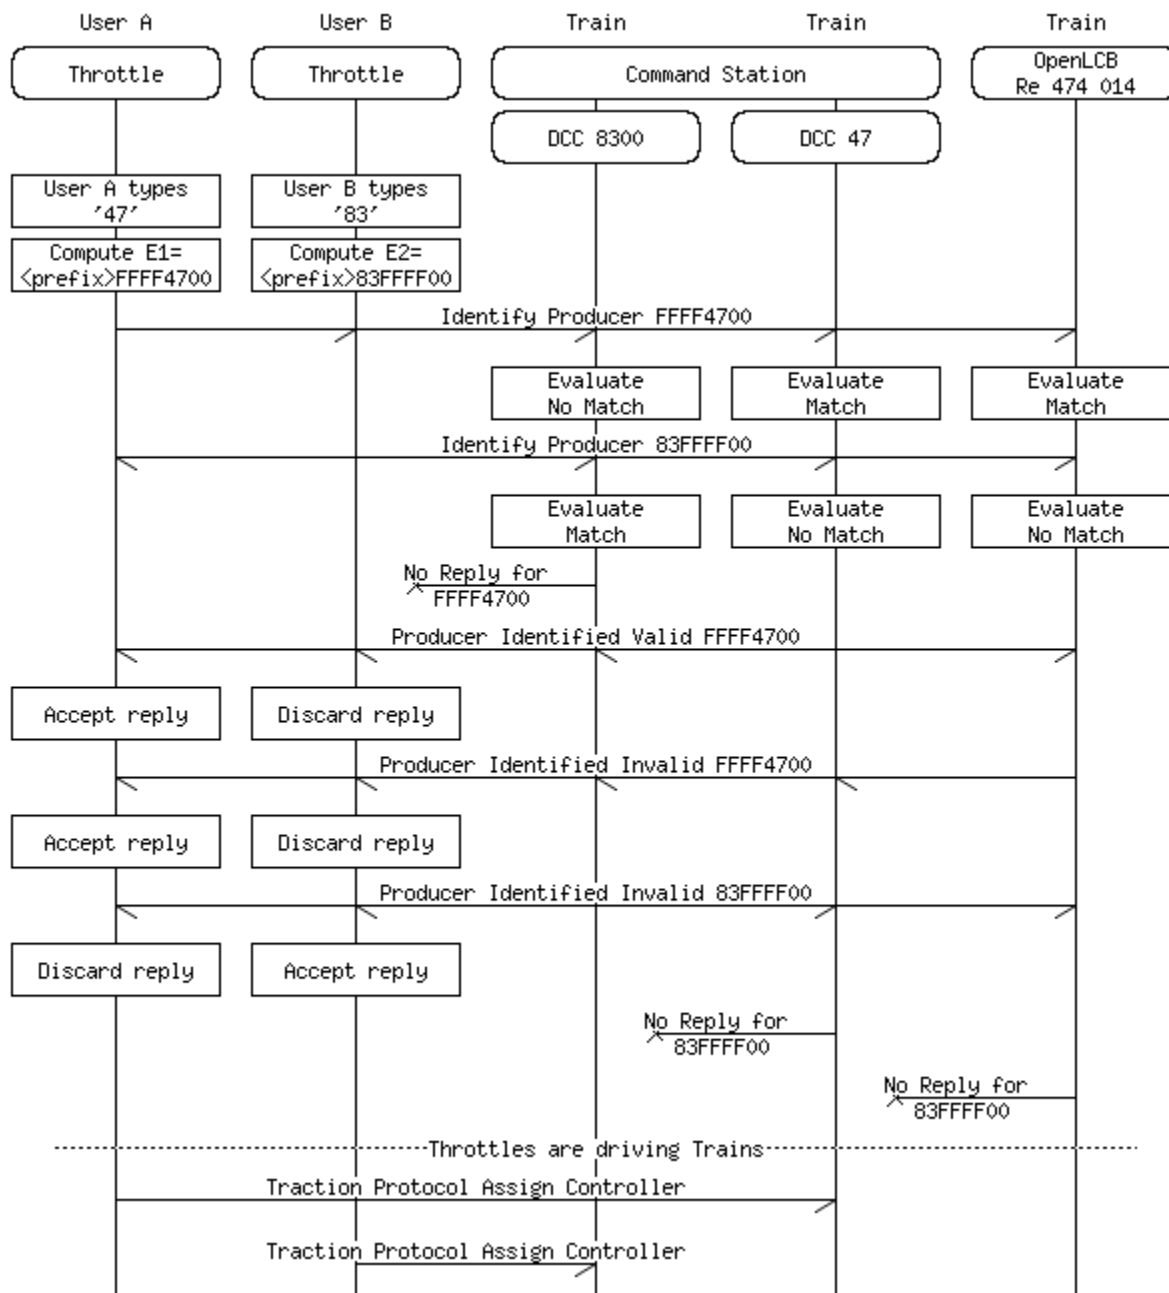 User A User B Train Train Train
Throttle Throttle Command Station OpenLCB
Re 474 014
DCC 8300 DCC 47
User A types User B types
'47' '83'
Compute E1= Compute E2=
<prefix>FFFF4700 <prefix>83FFFF00
Identify Producer FFFF4700
Evaluate Evaluate Evaluate
No Match Match Match
Identify Producer 83FFFF00
Evaluate Evaluate Evaluate
Match No Match No Match
No Reply for
FFFF4700
Producer Identified Valid FFFF4700
Accept reply Discard reply
Producer Identified Invalid FFFF4700
Accept reply Discard reply
Producer Identified Invalid 83FFFF00
Discard reply Accept reply
No Reply for
83FFFF00
No Reply for
83FFFF00
Throttles are driving Trains
Traction Protocol Assign Controller
Traction Protocol Assign Controller